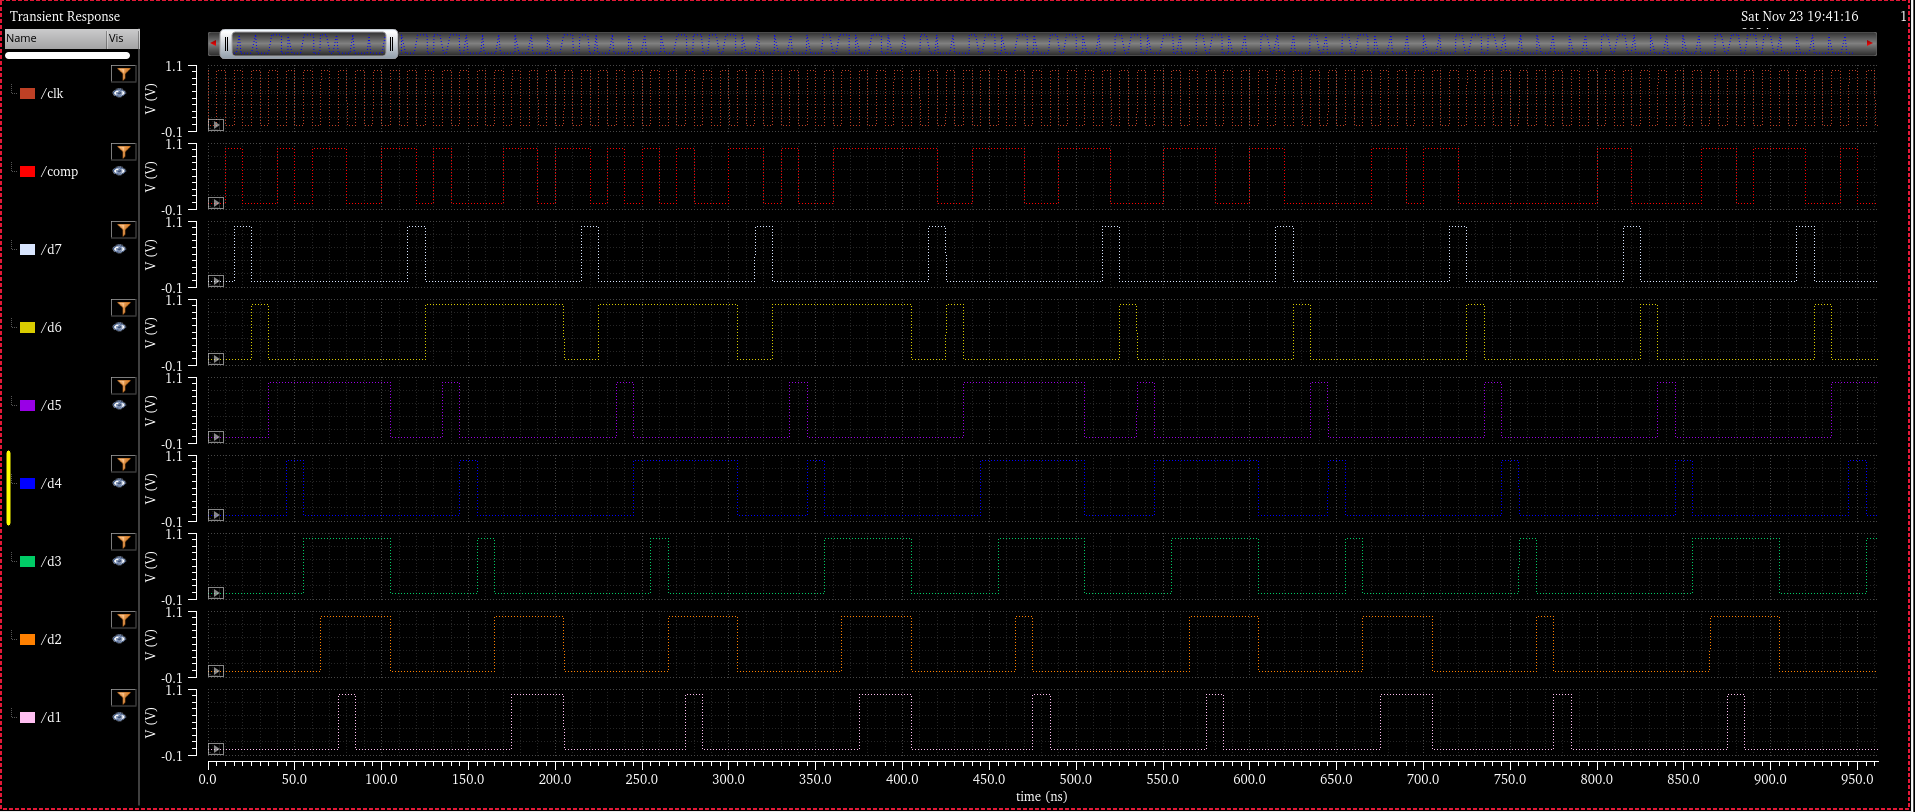 Transient Response
Sat Nov 23 19:41:16 1
Name Vis
1.1
/clk
V (V)
-0.1
1.1
/comp
V (V)
-0.1
1.1
/d7
V (V)
-0.1
1.1
/d6
V (V)
-0.1
1.1
/d5
V (V)
-0.1
1.1
/d4
V (V)
-0.1
1.1
/d3
V (V)
-0.1
1.1
/d2
V (V)
-0.1
1.1
/d1
V (V)
-0.1
0.0 50.0 100.0 150.0 200.0 250.0 300.0 350.0 400.0 450.0 500.0 550.0 600.0 650.0 700.0 750.0 800.0 850.0 900.0 950.0
time (ns)